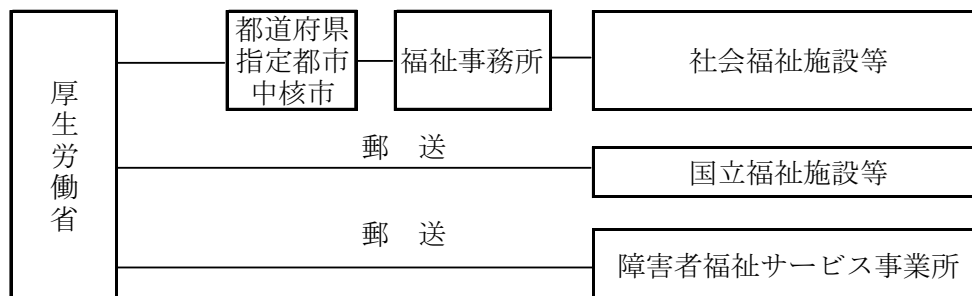 厚生労働省
都道府県
指定都市
中核市
福祉事務所
社会福祉施設等
郵　送
国立福祉施設等
郵　送
障害者福祉サービス事業所